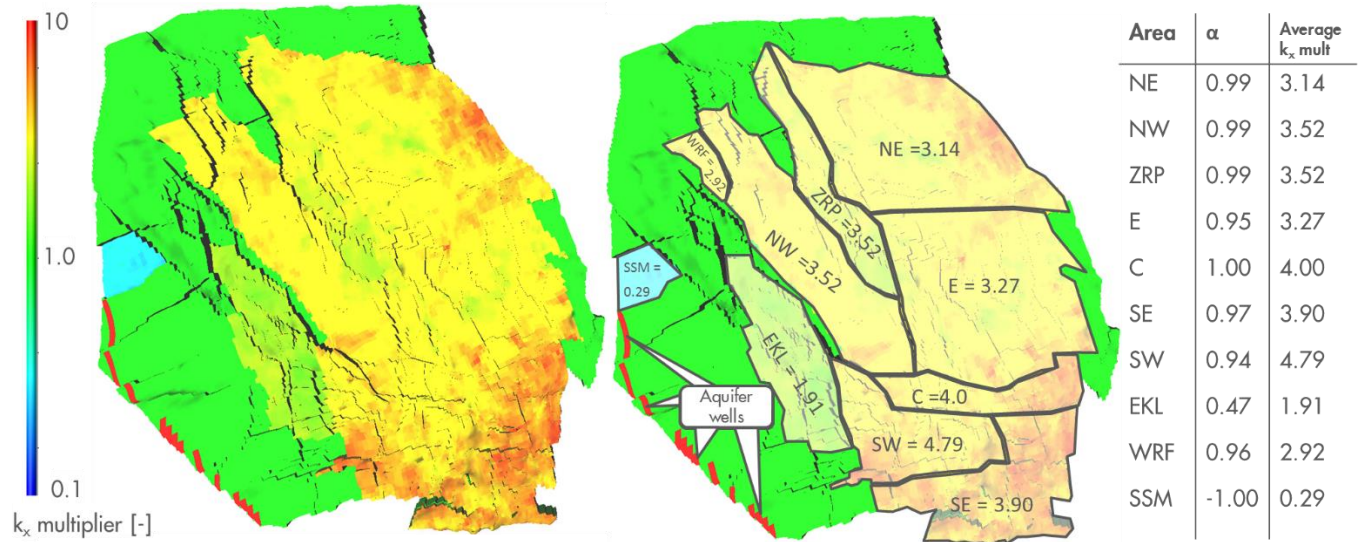 10
1.0
0.1
kₓ multiplier [-]
NE =3.14
WRF =
2.92
ZRP =3.52
NW =3.52
SSM =
0.29
E = 3.27
EKL = 1.91
C =4.0
Aquifer
wells
SW = 4.79
SE = 3.90
Area α Average
kₓ mult
NE 0.99 3.14
NW 0.99 3.52
ZRP 0.99 3.52
E 0.95 3.27
C 1.00 4.00
SE 0.97 3.90
SW 0.94 4.79
EKL 0.47 1.91
WRF 0.96 2.92
SSM -1.00 0.29